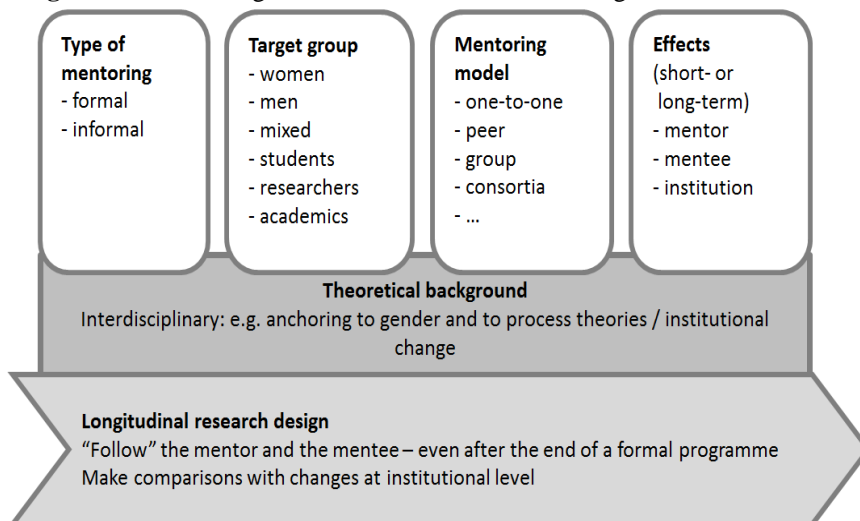 Type of
mentoring
- formal
- informal
Target group
- women
- men
- mixed
- students
- researchers
- academics
Mentoring
model
- one-to-one
- peer
- group
- consortia
- ...
Effects
(short- or
long-term)
- mentor
- mentee
- institution
Theoretical background
Interdisciplinary: e.g. anchoring to gender and to process theories / institutional
change
Longitudinal research design
“Follow” the mentor and the mentee – even after the end of a formal programme
Make comparisons with changes at institutional level